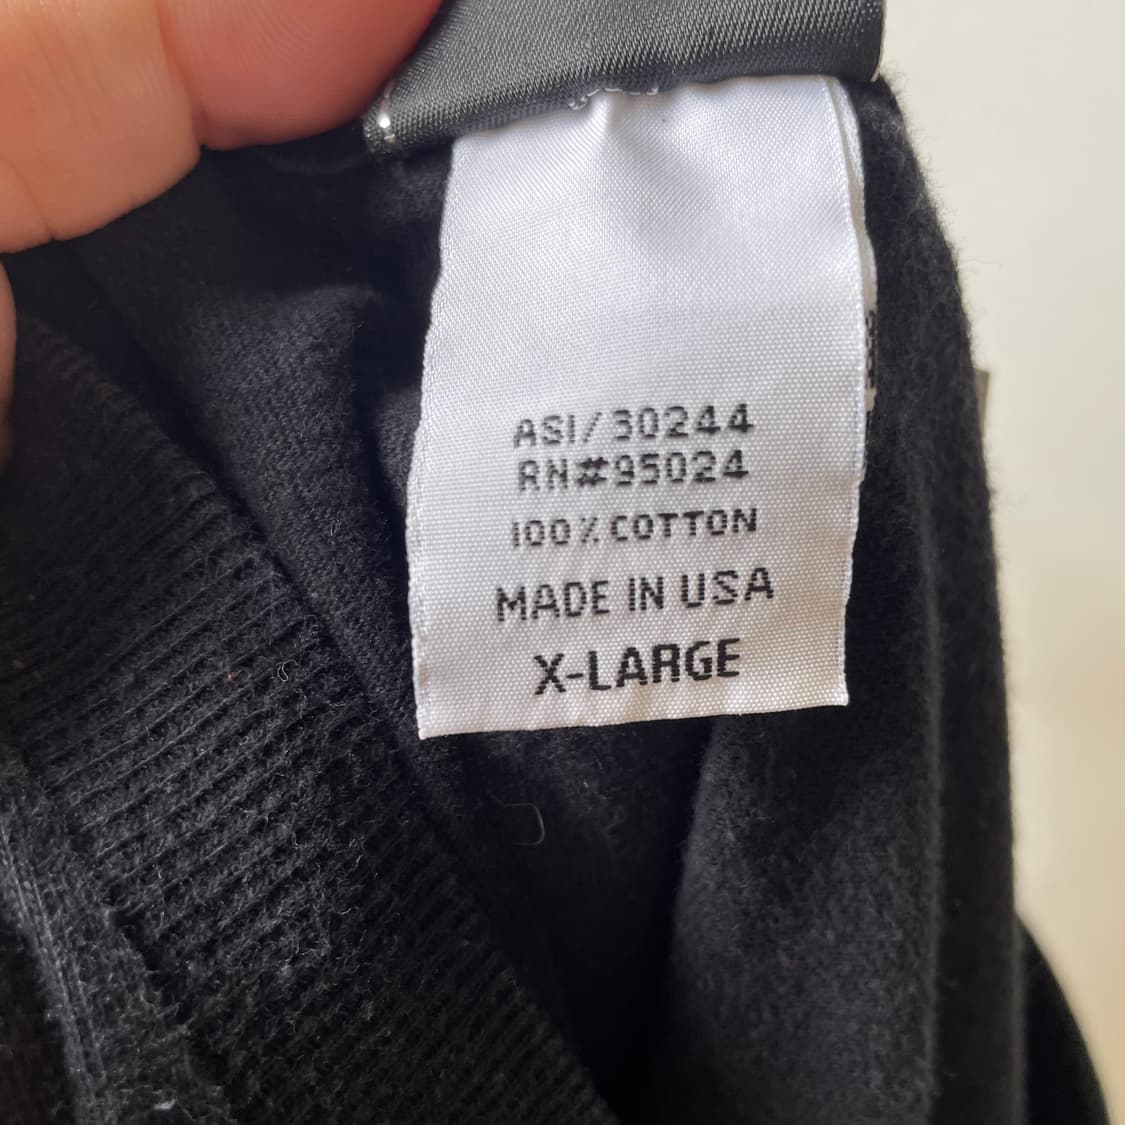 ASI/30244
RN#95024
100% COTTON
MADE IN USA
X-LARGE